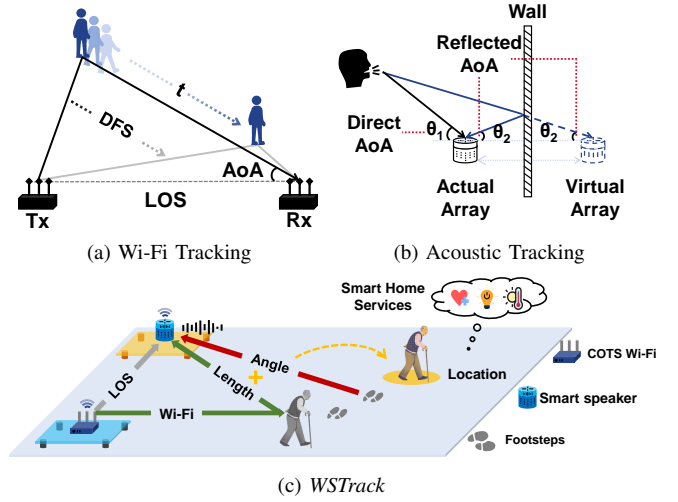 t
DFS
AoA
LOS
Tx
Rx
(a) Wi-Fi Tracking
Wall
Reflected
AoA
Direct
AoA
θ1
θ2
θ2
Actual
Array
Virtual
Array
(b) Acoustic Tracking
Smart Home
Services
LOS
Length
Angle
Wi-Fi
Location
COTS Wi-Fi
Smart speaker
Footsteps
(c) WSTrack